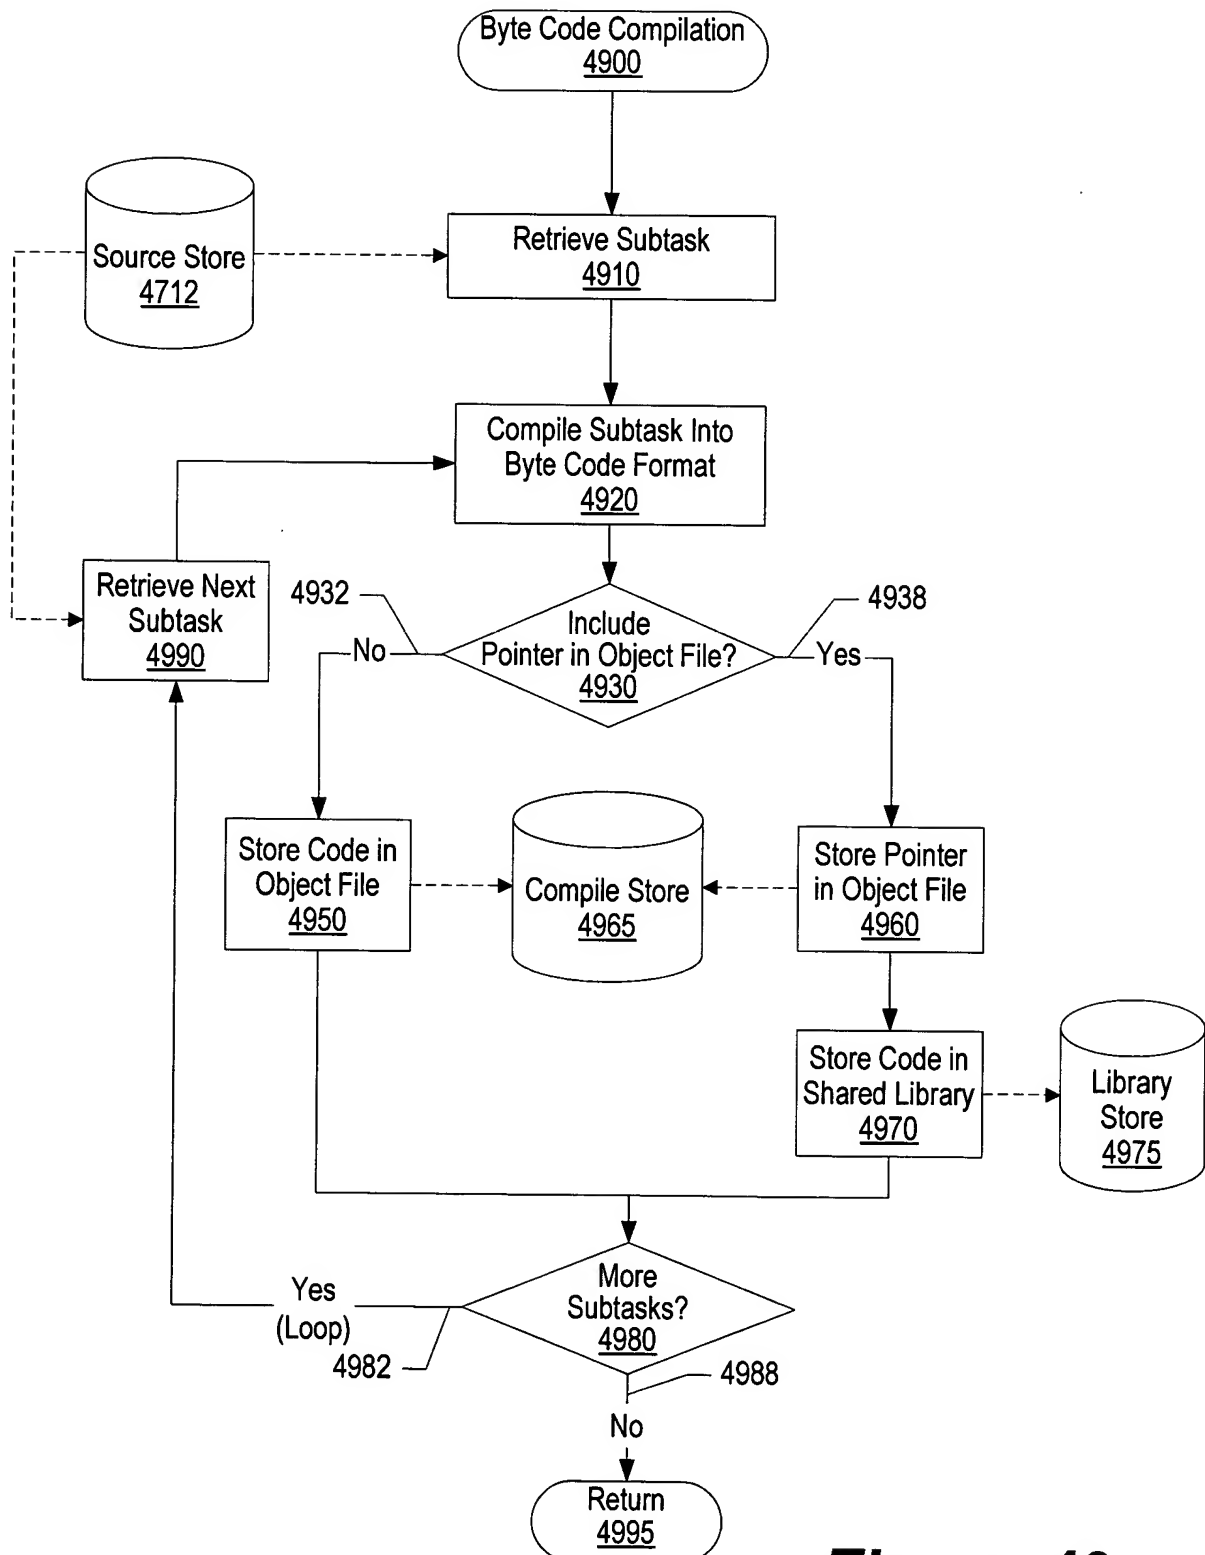 Byte Code Compilation
4900
Source Store
4712
Retrieve Subtask
4910
Compile Subtask Into
Byte Code Format
4920
Retrieve Next
Subtask
4990
4932
4938
No
Include
Pointer in Object File?
4930
Yes
Store Code in
Object File
4950
Compile Store
4965
Store Pointer
in Object File
4960
Store Code in
Shared Library
4970
Library
Store
4975
Yes
(Loop)
4982
More
Subtasks?
4980
4988
No
Return
4995